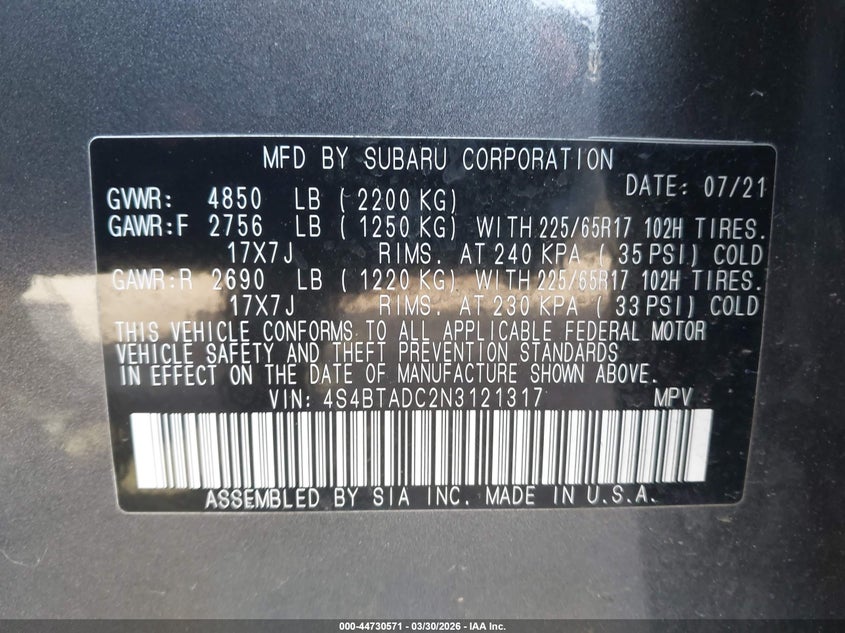 MFD BY SUBARU CORPORATION
DATE: 07/21
GVWR: 4850 LB ( 2200 KG)
GAWR:F 2756 LB ( 1250 KG) WITH 225/65R17 102H TIRES.
17X7J RIMS. AT 240 KPA ( 35 PSI) COLD
GAWR:R 2690 LB ( 1220 KG) WITH 225/65R17 102H TIRES.
17X7J RIMS. AT 230 KPA ( 33 PSI) COLD
THIS VEHICLE CONFORMS TO ALL APPLICABLE FEDERAL MOTOR
VEHICLE SAFETY AND THEFT PREVENTION STANDARDS
IN EFFECT ON THE DATE OF MANUFACTURE SHOWN ABOVE.
VIN: 4S4BTADC2N3121317 MPV
ASSEMBLED BY SIA INC. MADE IN U.S.A.
000-44730571 — 03/30/2026 — IAA Inc.